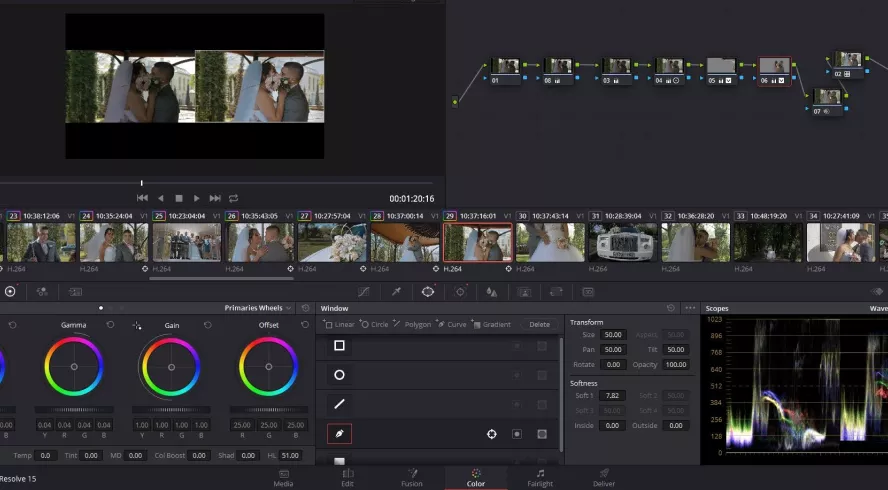 00:01:20:16
01 08 03 04 05 06 07 02
23 10:38:12:06 V1 24 10:35:24:04 V1 25 10:23:04:04 V1 26 10:35:43:05 V1 27 10:27:57:04 V1 28 10:37:00:14 V1 29 10:37:16:01 V1 30 10:37:43:14 V1 31 10:28:39:04 V1 32 10:36:28:20 V1 33 10:48:19:20 V1 34 10:27:41:09 V1
H.264 H.264 H.264 H.264 H.264 H.264 H.264 H.264 H.264 H.264 H.264 H.264
Primaries Wheels Window Scopes Wave
Gamma Gain Offset
Linear Circle Polygon Curve Gradient Delete
Transform
Size 50.00 Aspect 50.00
Pan 50.00 Tilt 50.00
Rotate 0.00 Opacity 100.00
Softness
Soft 1 7.82 Soft 2 50.00
Soft 3 50.00 Soft 4 50.00
Inside 0.00 Outside 0.00
0.00 0.04 0.04 0.04 0.04 1.00 1.00 1.00 1.00 25.00 25.00 25.00
B Y R G B Y R G B R G B
Temp 0.0 Tint 0.00 MD 0.00 Col Boost 0.00 Shad 0.00 HL 51.00
1023
896
768
640
512
384
256
128
0
Resolve 15
Media Edit Fusion Color Fairlight Deliver